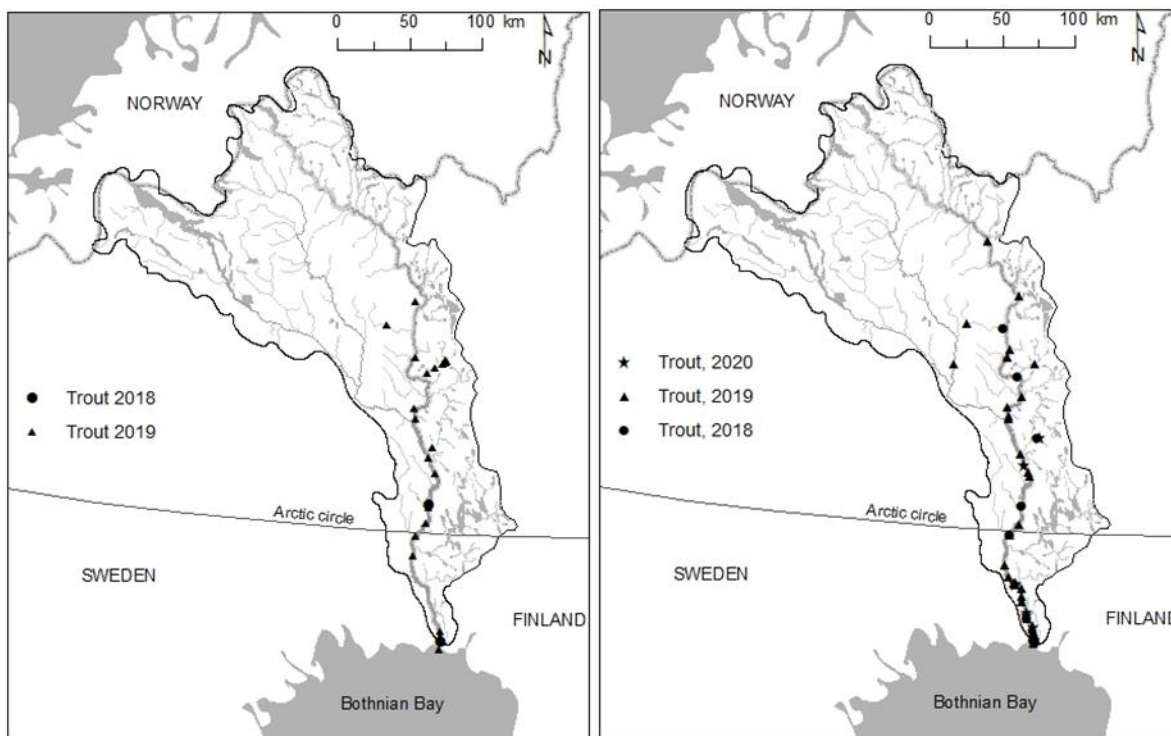 0 50 100 km
N
NORWAY
Trout 2018
Trout 2019
Arctic circle
SWEDEN
FINLAND
Bothnian Bay
0 50 100 km
N
NORWAY
Trout, 2020
Trout, 2019
Trout, 2018
Arctic circle
SWEDEN
FINLAND
Bothnian Bay